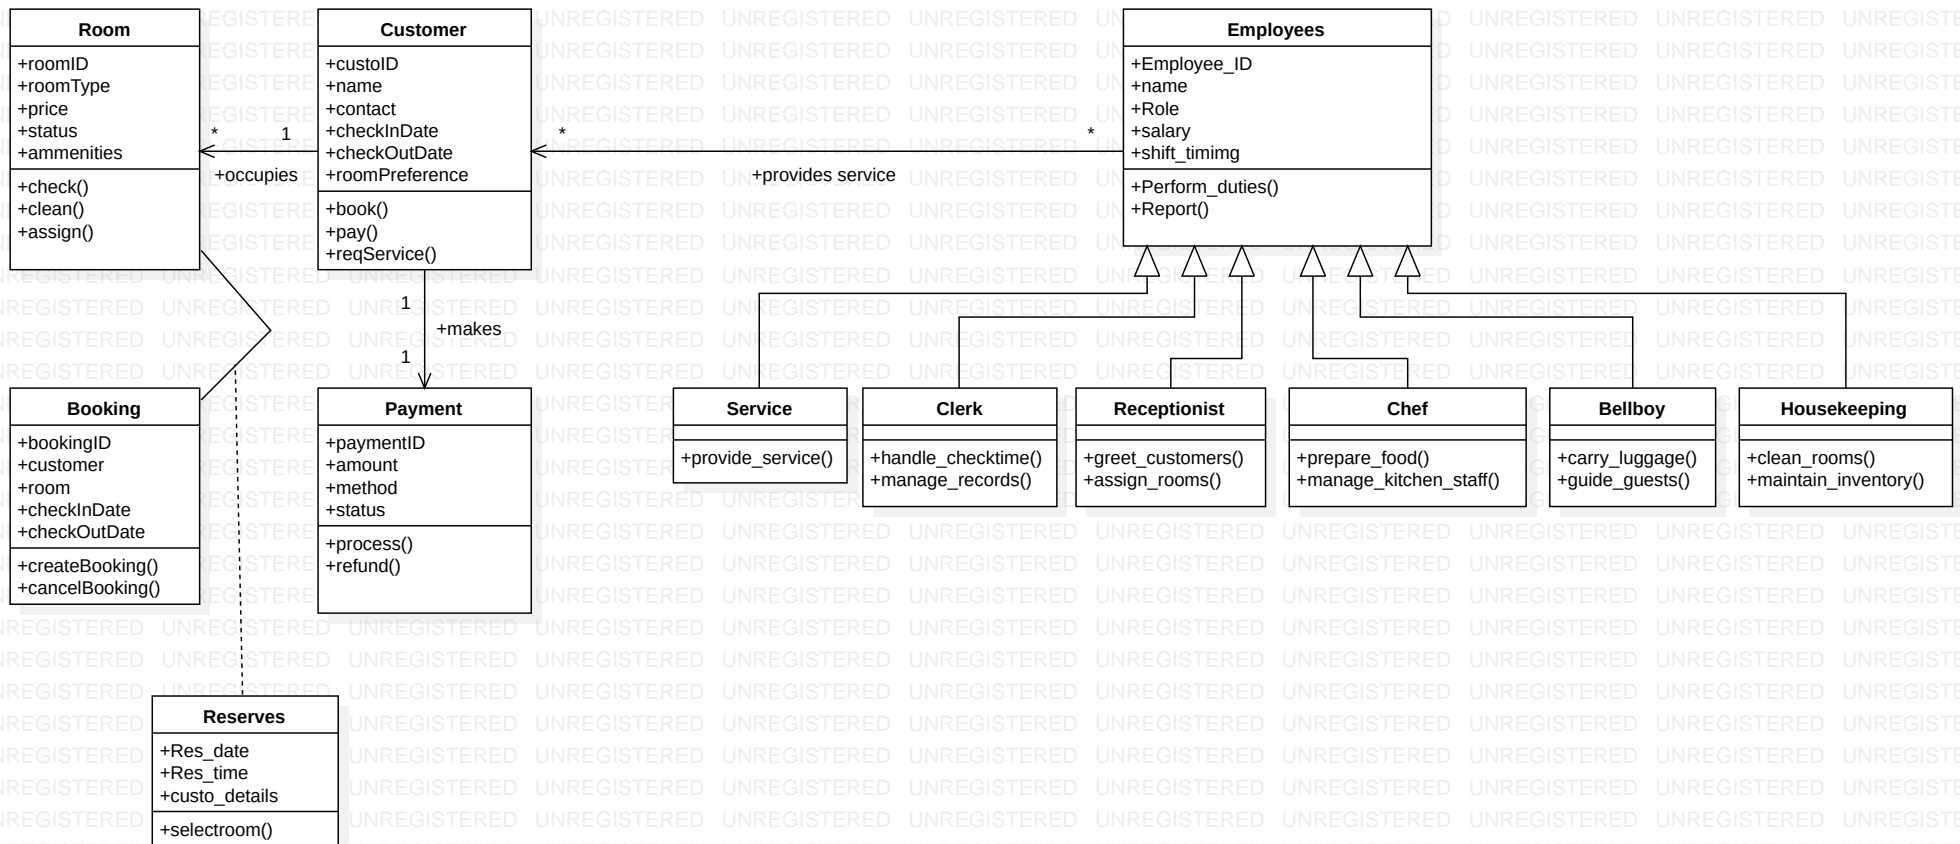 Room
+roomID
+roomType
+price
+status
+ammenities
+check()
+clean()
+assign()
* 1
+occupies
Customer
+custoID
+name
+contact
+checkInDate
+checkOutDate
+roomPreference
+book()
+pay()
+reqService()
* *
+provides service
Employees
+Employee_ID
+name
+Role
+salary
+shift_timimg
+Perform_duties()
+Report()
1
+makes
1
Booking
+bookingID
+customer
+room
+checkInDate
+checkOutDate
+createBooking()
+cancelBooking()
Payment
+paymentID
+amount
+method
+status
+process()
+refund()
Service
+provide_service()
Clerk
+handle_checktime()
+manage_records()
Receptionist
+greet_customers()
+assign_rooms()
Chef
+prepare_food()
+manage_kitchen_staff()
Bellboy
+carry_luggage()
+guide_guests()
Housekeeping
+clean_rooms()
+maintain_inventory()
Reserves
+Res_date
+Res_time
+custo_details
+selectroom()
UNREGISTERED